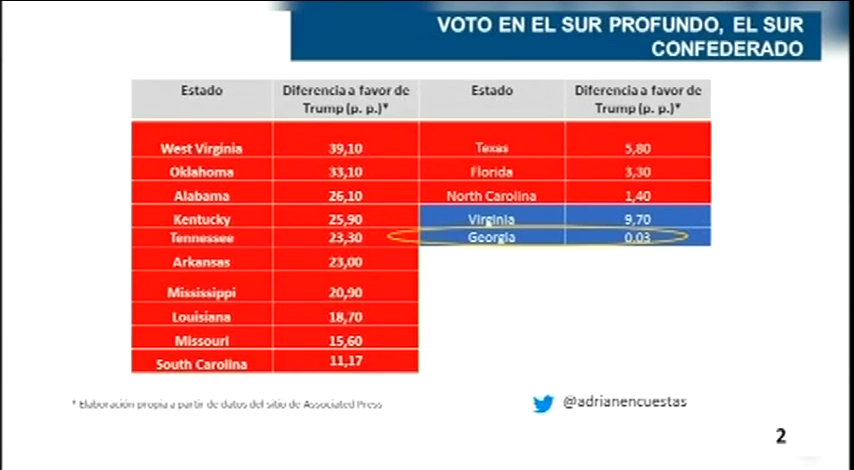 VOTO EN EL SUR PROFUNDO, EL SUR
CONFEDERADO
Estado Diferencia a favor de Trump (p. p.)* Estado Diferencia a favor de Trump (p. p.)*
West Virginia 39,10 Texas 5,80
Oklahoma 33,10 Florida 3,30
Alabama 26,10 North Carolina 1,40
Kentucky 25,90 Virginia 9,70
Tennessee 23,30 Georgia 0,03
Arkansas 23,00
Mississippi 20,90
Louisiana 18,70
Missouri 15,60
South Carolina 11,17
* Elaboración propia a partir de datos del sitio de Associated Press
@adrianencuestas
2